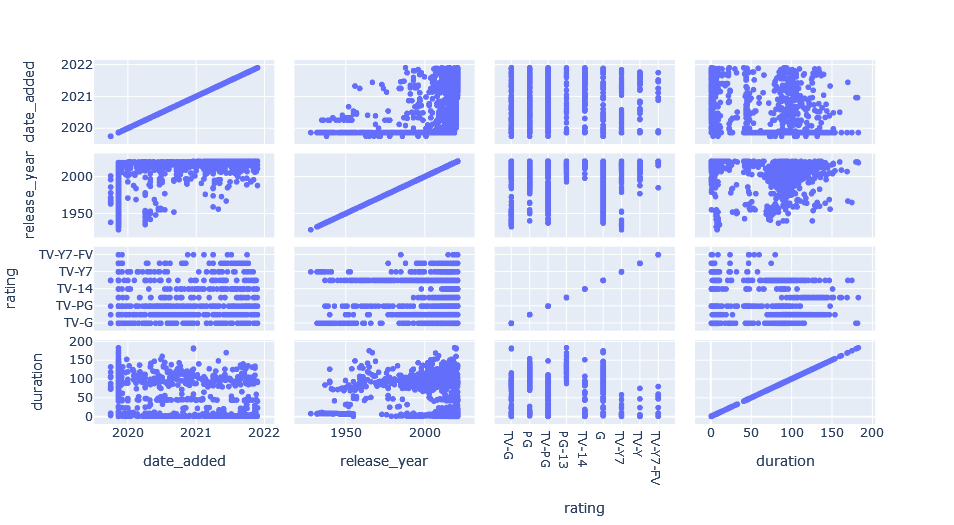 date_added
2022
2021
2020
release_year
2000
1950
rating
TV-Y7-FV
TV-Y7
TV-14
TV-PG
TV-G
duration
200
150
100
50
0
2020 2021 2022
1950 2000
TV-G PG TV-PG PG-13 TV-14 G TV-Y7 TV-Y TV-Y7-FV
0 50 100 150 200
date_added release_year duration
rating